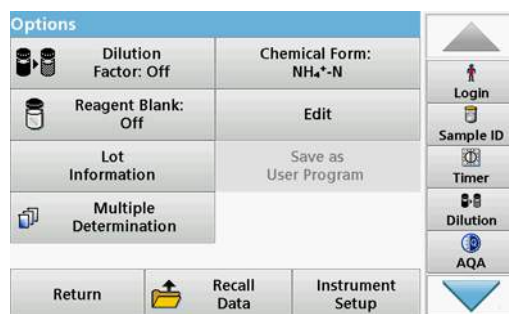 Options
Dilution
Factor: Off
Chemical Form:
NH₄⁺-N
Reagent Blank:
Off
Edit
Lot
Information
Save as
User Program
Multiple
Determination
Return
Recall
Data
Instrument
Setup
Login
Sample ID
Timer
Dilution
AQA